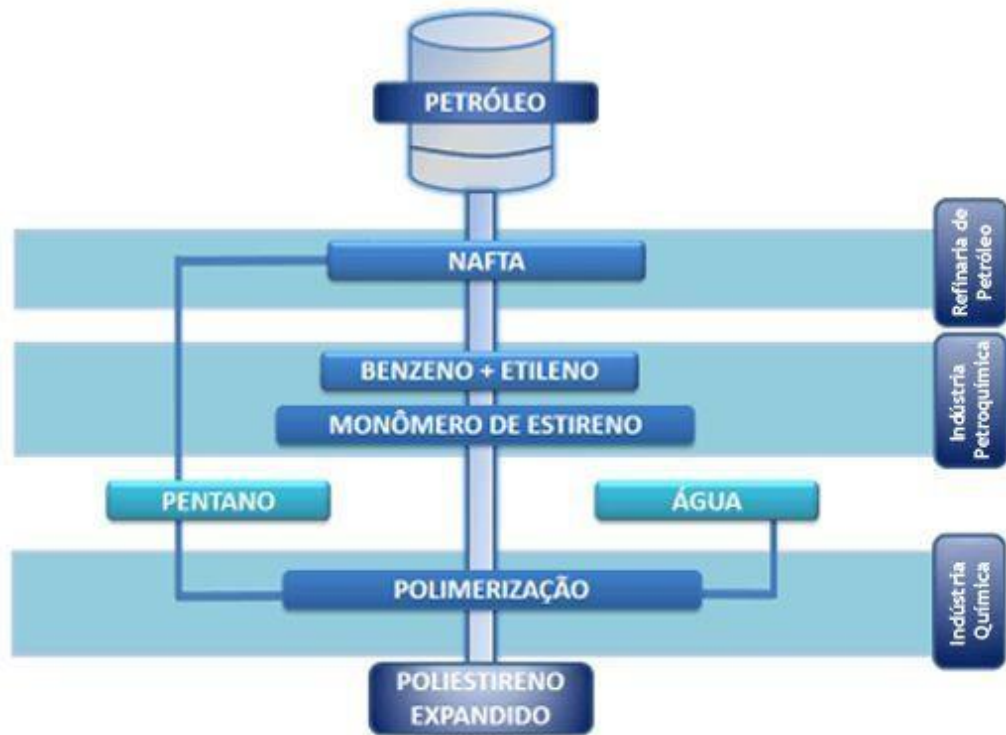 PETRÓLEO
Refinaria de
Petróleo
NAFTA
BENZENO + ETILENO
MONÔMERO DE ESTIRENO
Indústria
Petroquímica
PENTANO
ÁGUA
POLIMERIZAÇÃO
Indústria
Química
POLIESTIRENO
EXPANDIDO